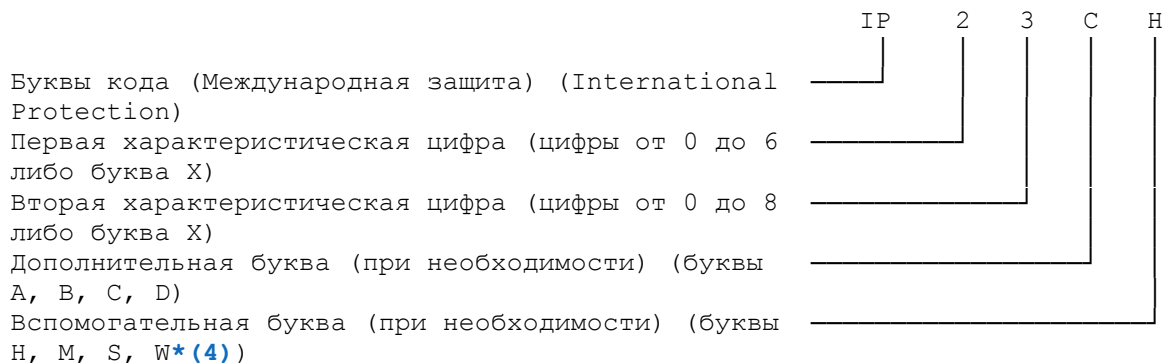 IP 2 3 C H
Буквы кода (Международная защита) (International
Protection)
Первая характеристическая цифра (цифры от 0 до 6
либо буква X)
Вторая характеристическая цифра (цифры от 0 до 8
либо буква X)
Дополнительная буква (при необходимости) (буквы
A, B, C, D)
Вспомогательная буква (при необходимости) (буквы
H, M, S, W*(4))